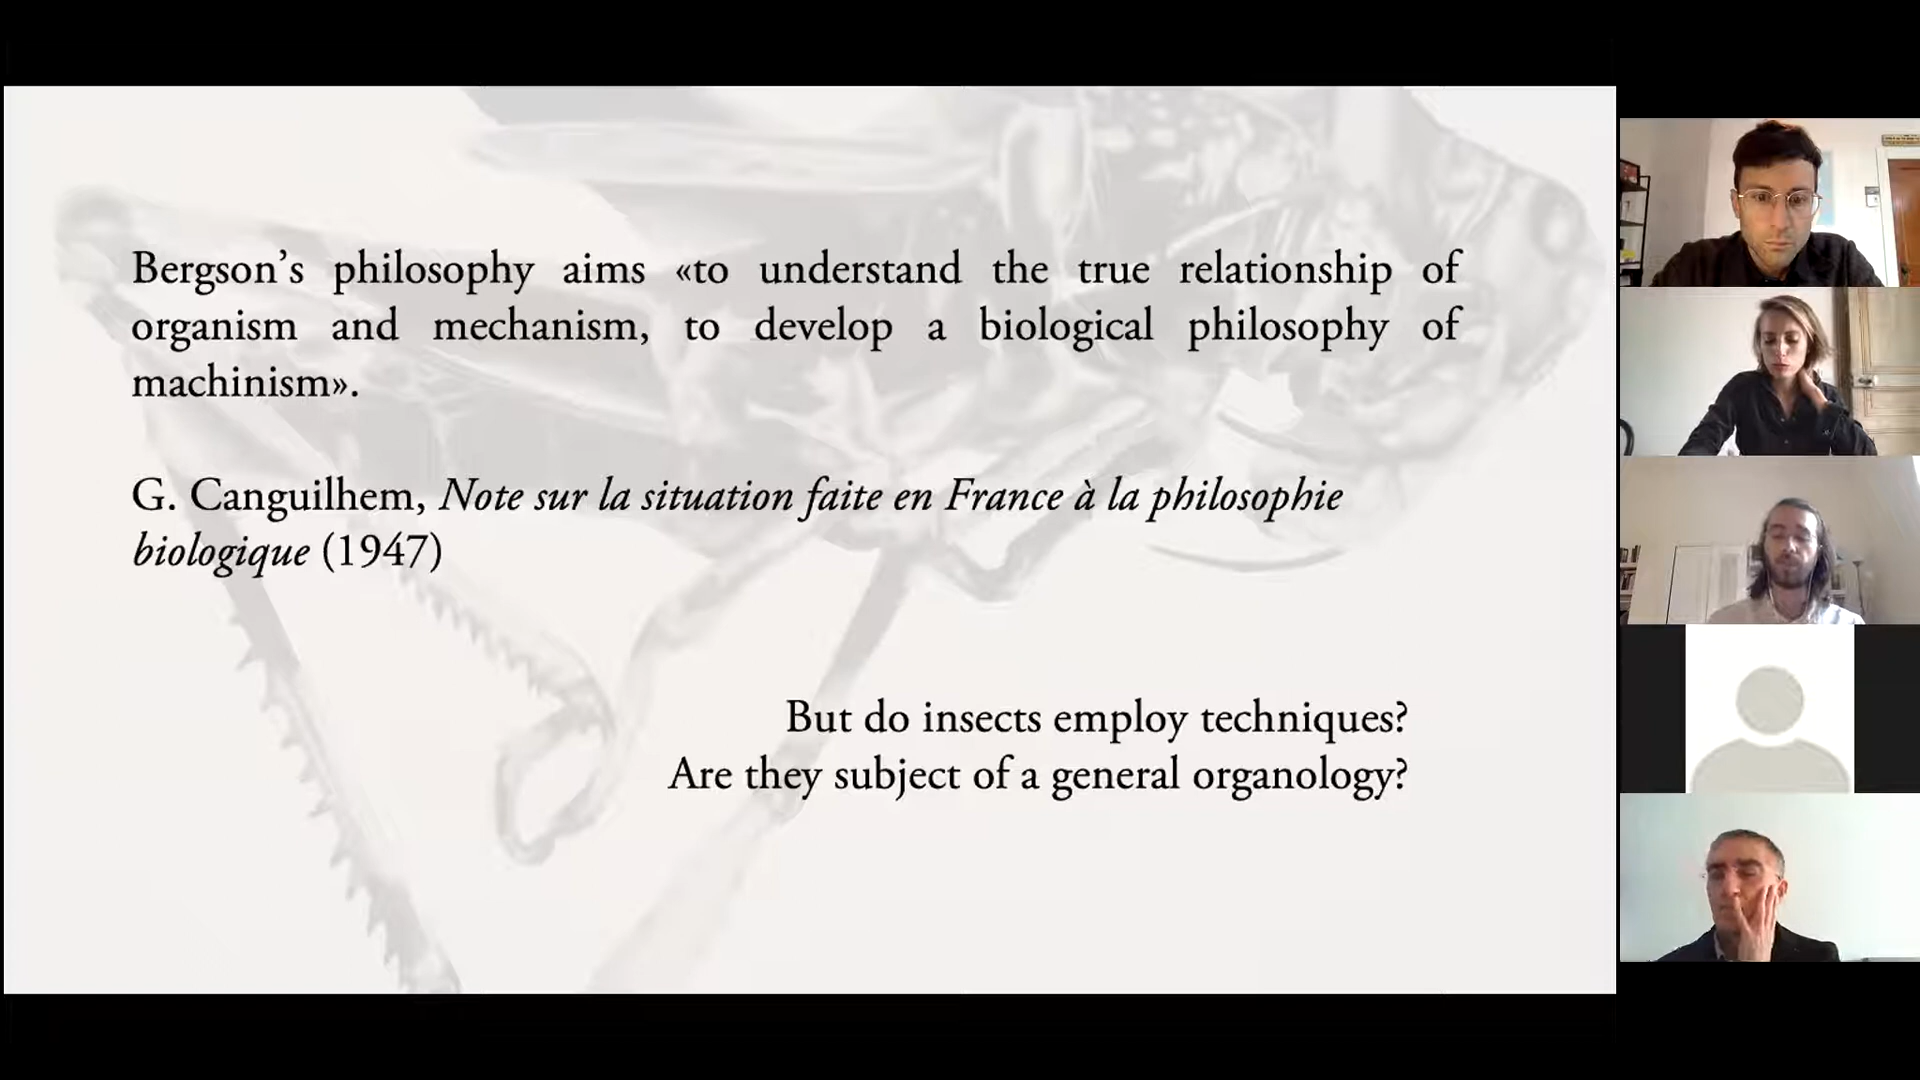 Bergson’s philosophy aims «to understand the true relationship of
organism and mechanism, to develop a biological philosophy of
machinism».
G. Canguilhem, Note sur la situation faite en France à la philosophie
biologique (1947)
But do insects employ techniques?
Are they subject of a general organology?